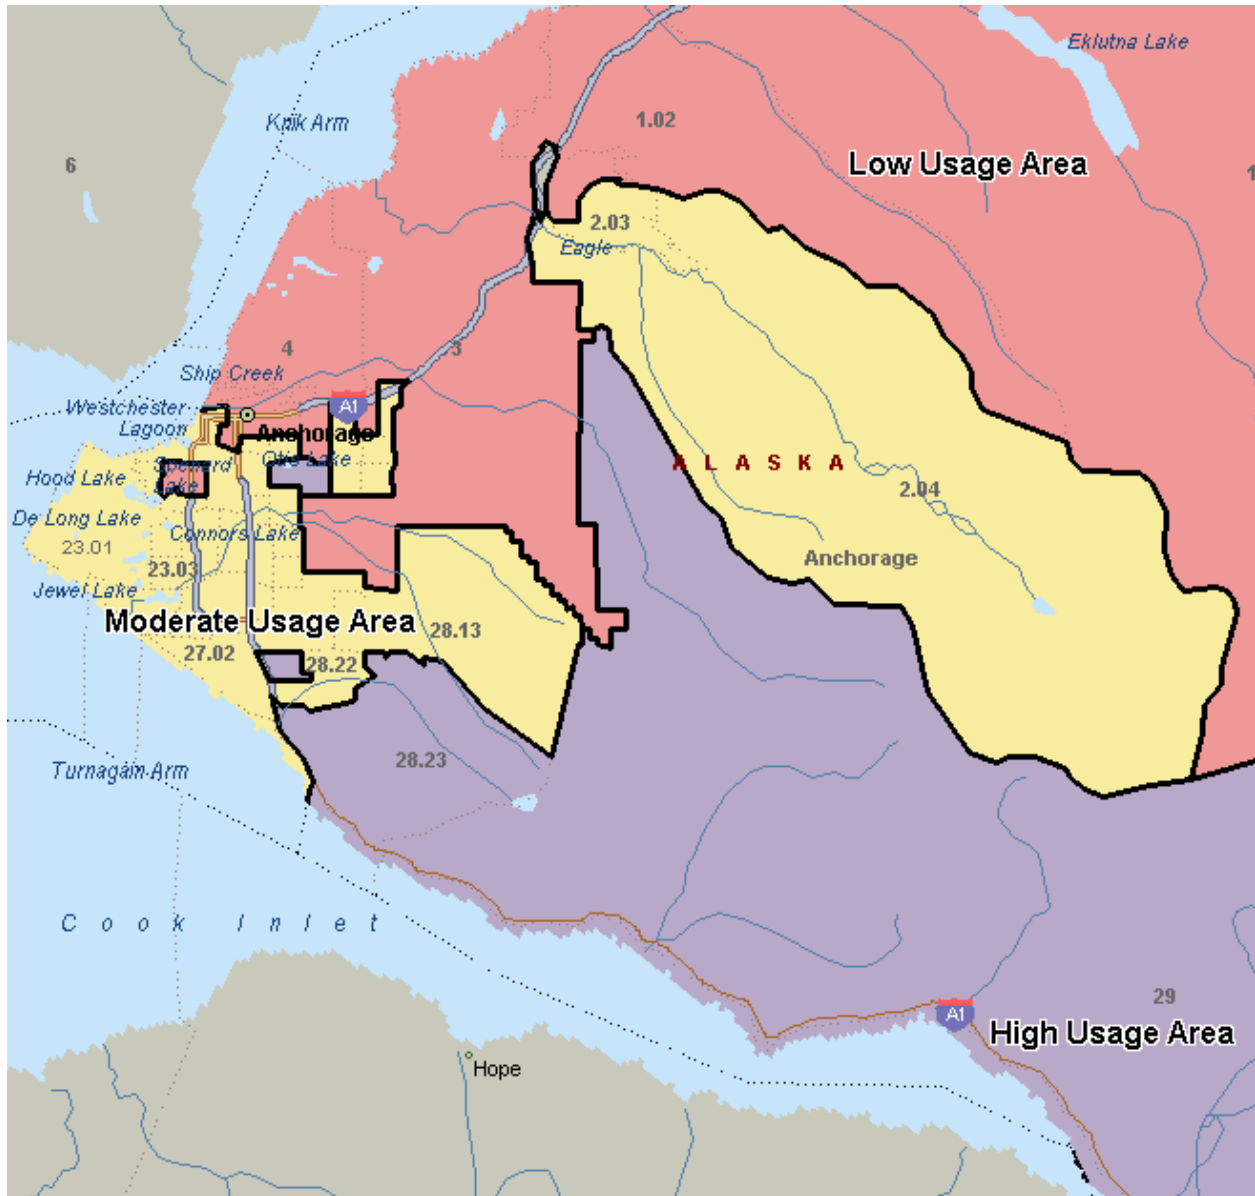 Eklutna Lake
Knik Arm
1.02
6
Low Usage Area
1
2.03
Eagle
4
3
Ship Creek
Westchester
Lagoon
A1
Anchorage
Spenard
Lake
Otis Lake
Hood Lake
A L A S K A
2.04
De Long Lake
Connors Lake
23.01
23.03
Anchorage
Jewel Lake
Moderate Usage Area
28.13
27.02
28.22
28.23
Turnagain Arm
Cook Inlet
29
A1
High Usage Area
Hope